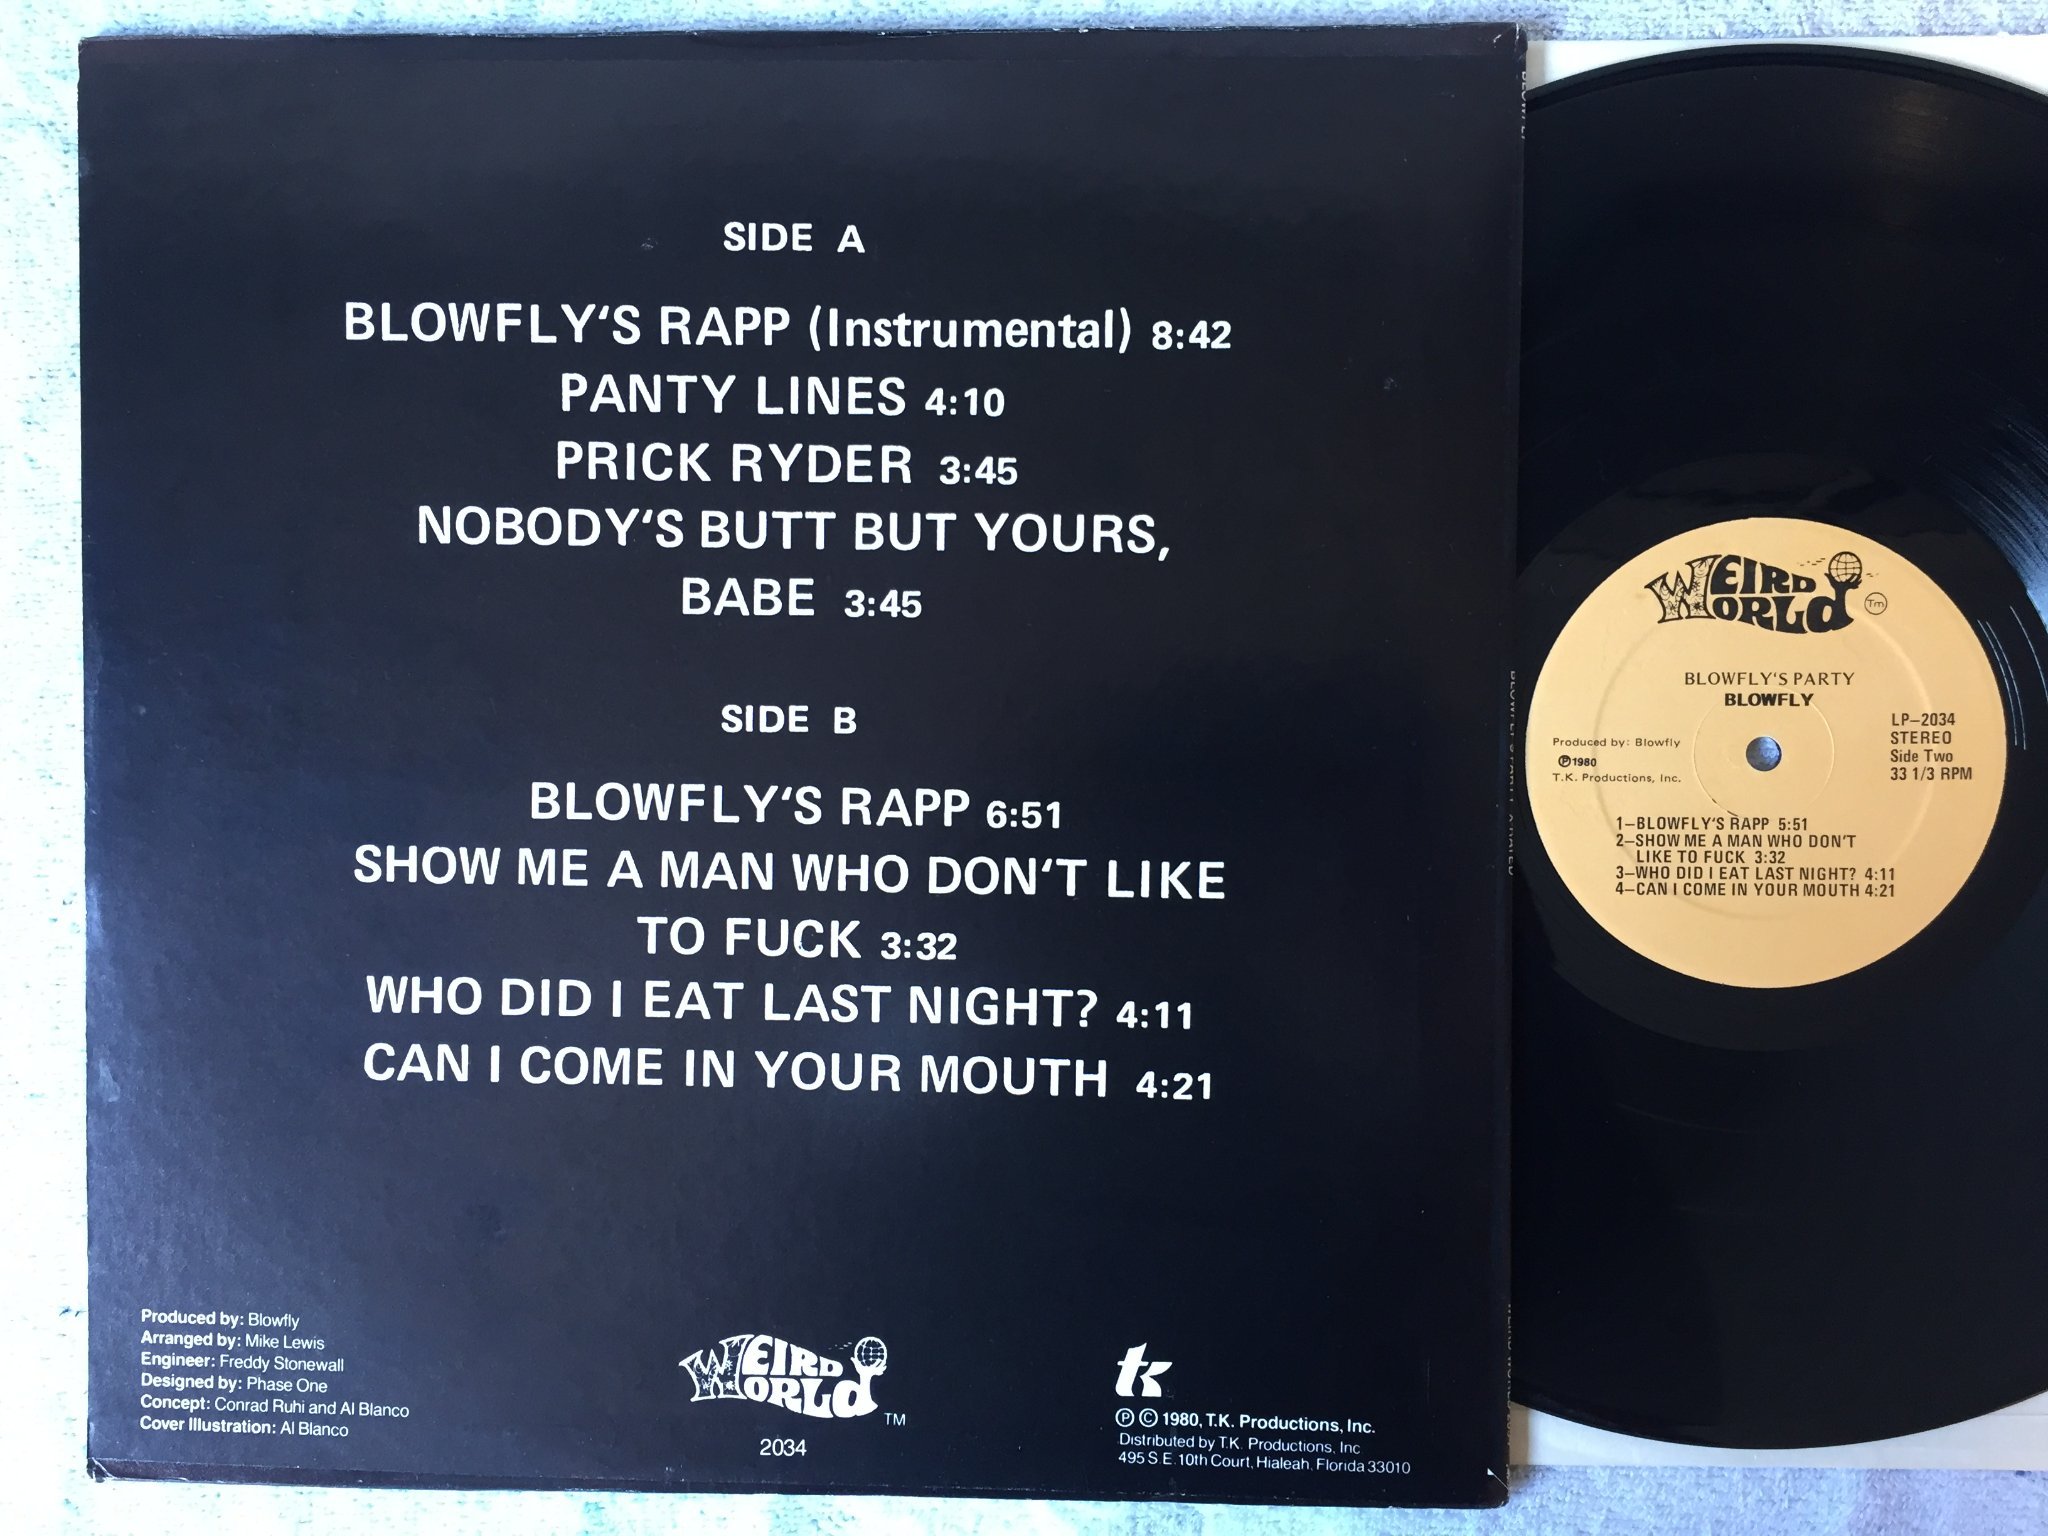 SIDE A
BLOWFLY'S RAPP (Instrumental) 8:42
PANTY LINES 4:10
PRICK RYDER 3:45
NOBODY'S BUTT BUT YOURS,
BABE 3:45
SIDE B
BLOWFLY'S RAPP 6:51
SHOW ME A MAN WHO DON'T LIKE
TO FUCK 3:32
WHO DID I EAT LAST NIGHT? 4:11
CAN I COME IN YOUR MOUTH 4:21
Produced by: Blowfly
Arranged by: Mike Lewis
Engineer: Freddy Stonewall
Designed by: Phase One
Concept: Conrad Ruhi and Al Blanco
Cover Illustration: Al Blanco
WEIRD
WORLD TM
2034
tk
℗ © 1980, T.K. Productions, Inc.
Distributed by T.K. Productions, Inc
495 S.E. 10th Court, Hialeah, Florida 33010
WEIRD
WORLD Tm
BLOWFLY'S PARTY
BLOWFLY
Produced by: Blowfly
℗1980
T.K. Productions, Inc.
LP-2034
STEREO
Side Two
33 1/3 RPM
1-BLOWFLY'S RAPP 5:51
2-SHOW ME A MAN WHO DON'T
LIKE TO FUCK 3:32
3-WHO DID I EAT LAST NIGHT? 4:11
4-CAN I COME IN YOUR MOUTH 4:21